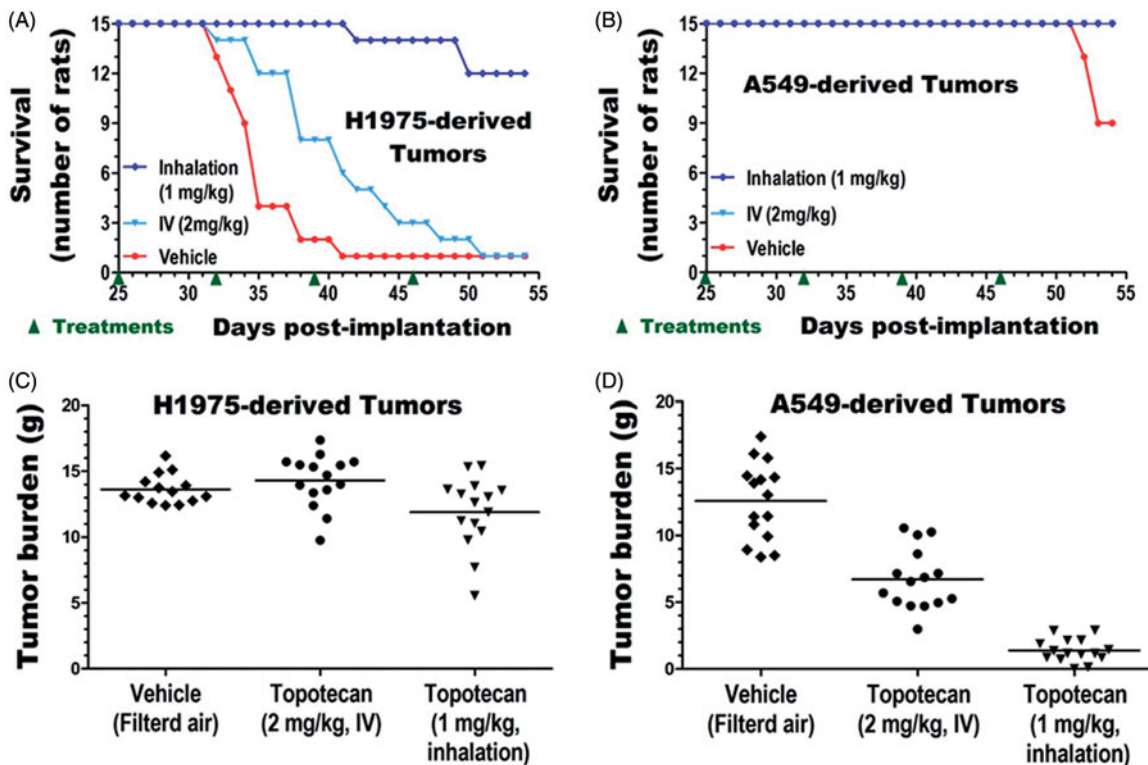 (A)
Survival
(number of rats)
15
12
9
6
3
0
H1975-derived
Tumors
Inhalation
(1 mg/kg)
IV (2mg/kg)
Vehicle
25 30 35 40 45 50 55
Treatments
Days post-implantation
(B)
Survival
(number of rats)
15
12
9
6
3
0
A549-derived Tumors
Inhalation (1 mg/kg)
IV (2mg/kg)
Vehicle
25 30 35 40 45 50 55
Treatments
Days post-implantation
(C)
H1975-derived Tumors
Tumor burden (g)
20
15
10
5
0
Vehicle
(Filterd air)
Topotecan
(2 mg/kg, IV)
Topotecan
(1 mg/kg,
inhalation)
(D)
A549-derived Tumors
Tumor burden (g)
20
15
10
5
0
Vehicle
(Filterd air)
Topotecan
(2 mg/kg, IV)
Topotecan
(1 mg/kg,
inhalation)